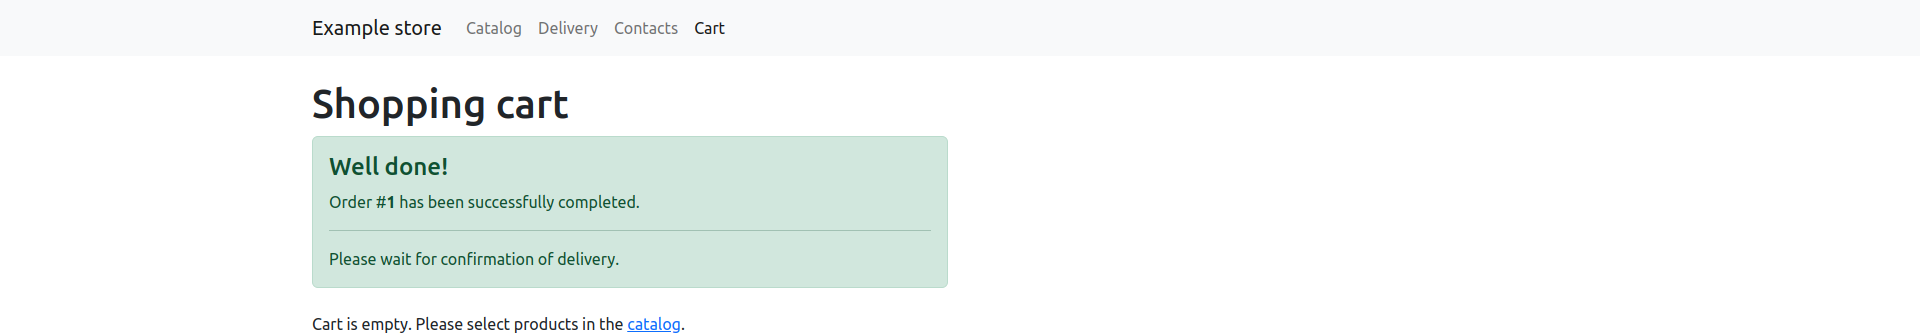 Example store Catalog Delivery Contacts Cart
Shopping cart
Well done!
Order #1 has been successfully completed.
Please wait for confirmation of delivery.
Cart is empty. Please select products in the catalog.